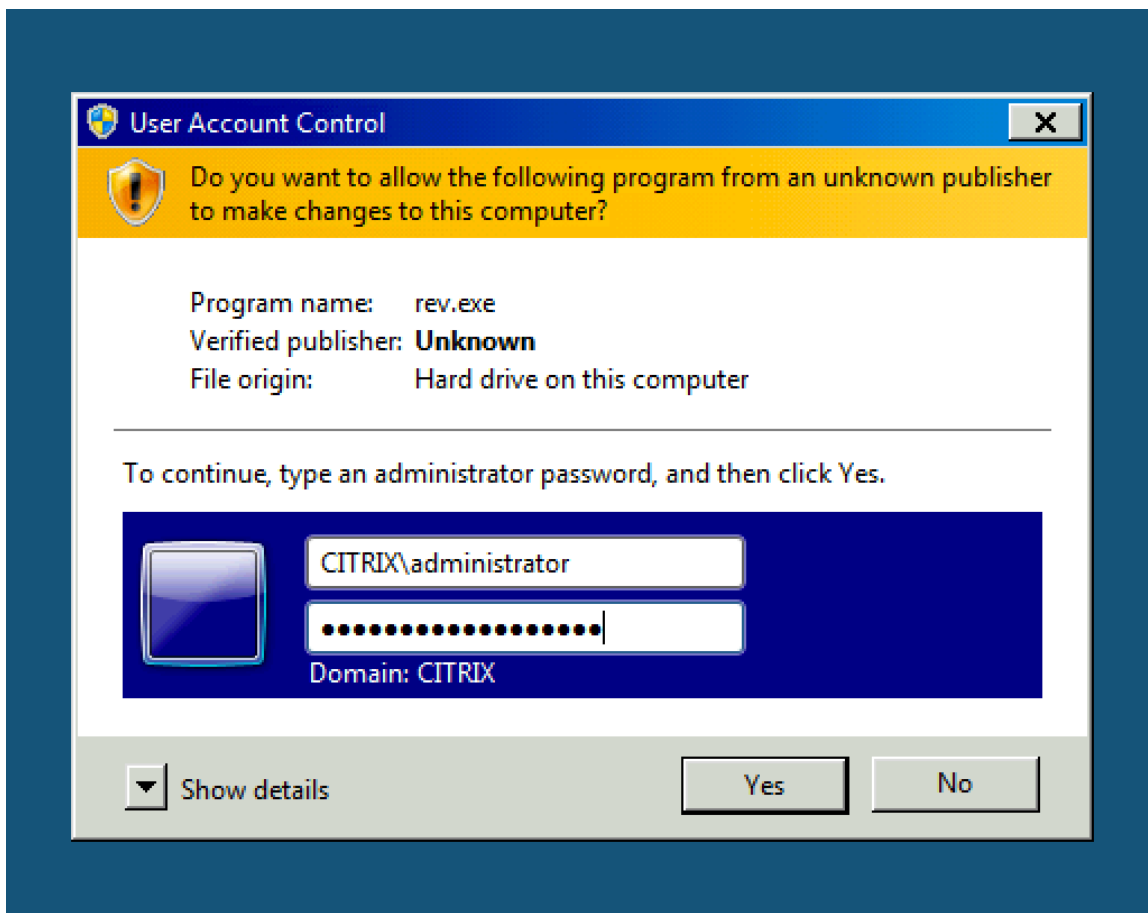 User Account Control
Do you want to allow the following program from an unknown publisher
to make changes to this computer?
Program name: rev.exe
Verified publisher: Unknown
File origin: Hard drive on this computer
To continue, type an administrator password, and then click Yes.
CITRIX\administrator
••••••••••••••••••
Domain: CITRIX
Show details Yes No